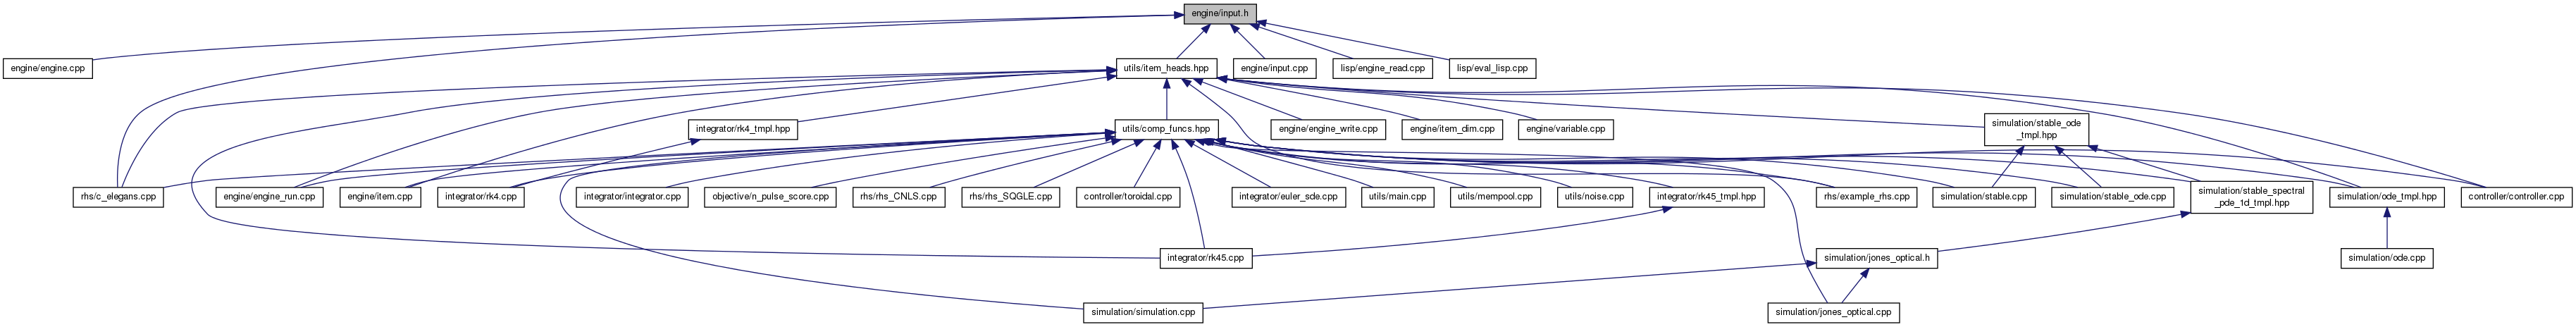 engine/input.h
engine/engine.cpp
utils/item_heads.hpp
engine/input.cpp
lisp/engine_read.cpp
lisp/eval_lisp.cpp
integrator/rk4_tmpl.hpp
utils/comp_funcs.hpp
engine/engine_write.cpp
engine/item_dim.cpp
engine/variable.cpp
simulation/stable_ode
_tmpl.hpp
rhs/c_elegans.cpp
engine/engine_run.cpp
engine/item.cpp
integrator/rk4.cpp
integrator/integrator.cpp
objective/n_pulse_score.cpp
rhs/rhs_CNLS.cpp
rhs/rhs_SQGLE.cpp
controller/toroidal.cpp
integrator/euler_sde.cpp
utils/main.cpp
utils/mempool.cpp
utils/noise.cpp
integrator/rk45_tmpl.hpp
rhs/example_rhs.cpp
simulation/stable.cpp
simulation/stable_ode.cpp
simulation/stable_spectral
_pde_1d_tmpl.hpp
simulation/ode_tmpl.hpp
controller/controller.cpp
integrator/rk45.cpp
simulation/jones_optical.h
simulation/ode.cpp
simulation/simulation.cpp
simulation/jones_optical.cpp